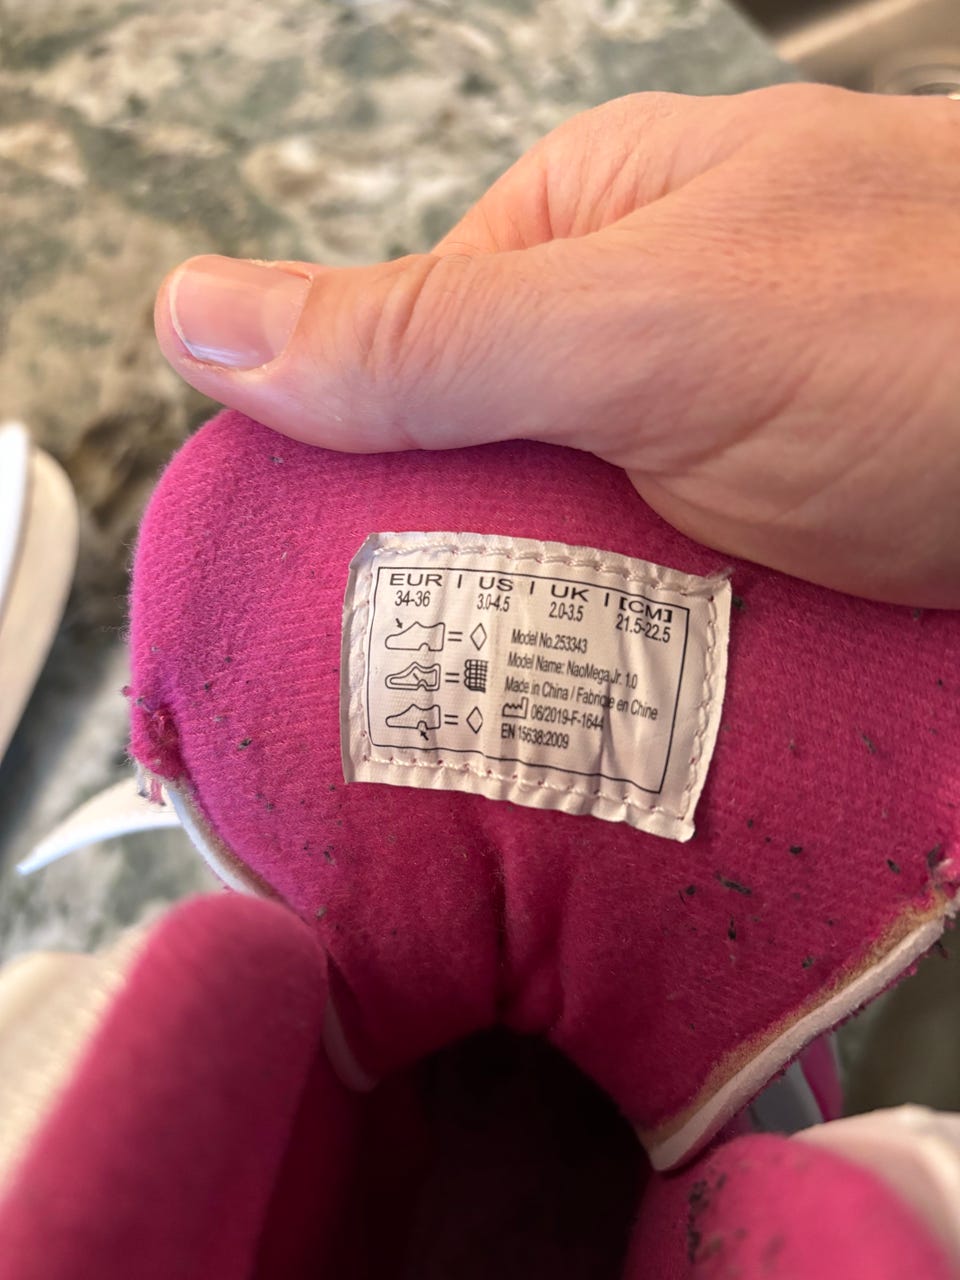 EUR | US | UK | [CM]
34-36 3.0-4.5 2.0-3.5 21.5-22.5
Model No.253343
Model Name: NaoMega Jr. 1.0
Made in China / Fabriqué en Chine
06/2019-F-1644
EN 15638:2009